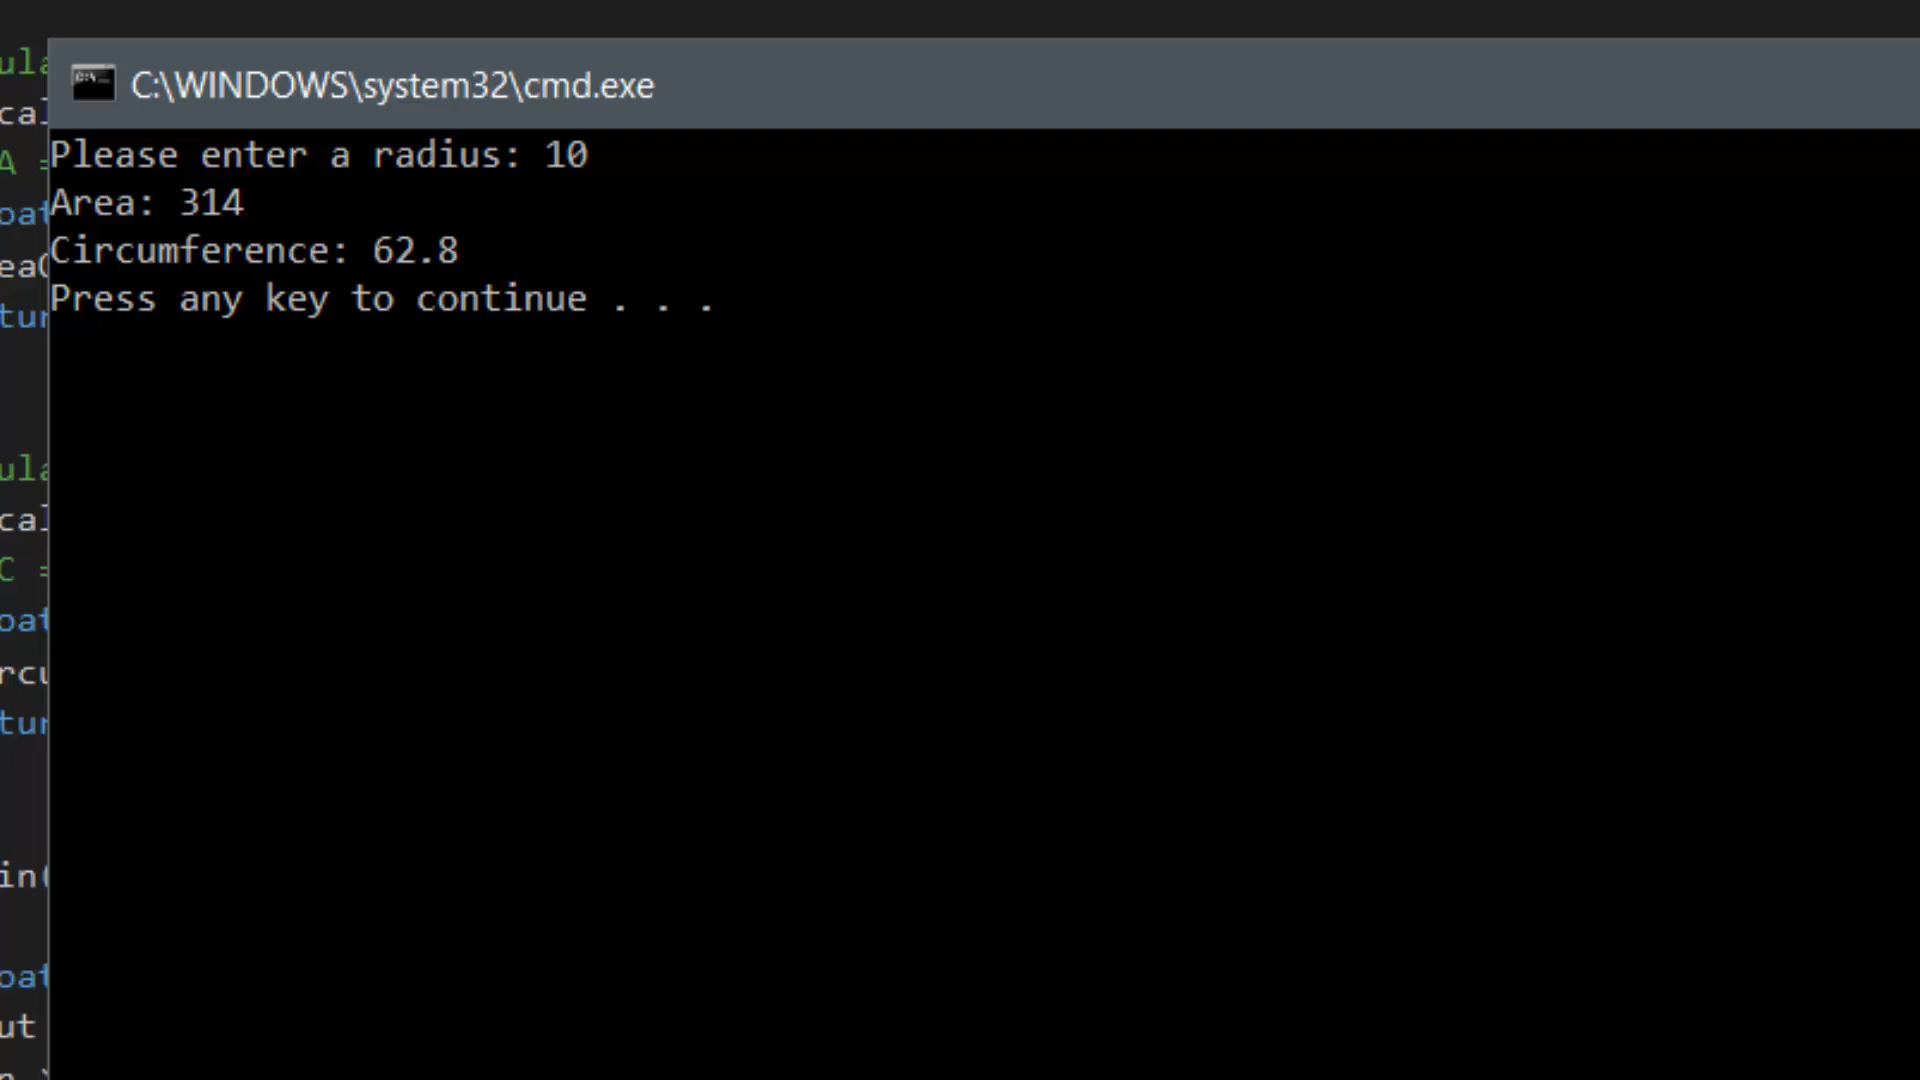 C:\WINDOWS\system32\cmd.exe
Please enter a radius: 10
Area: 314
Circumference: 62.8
Press any key to continue . . .